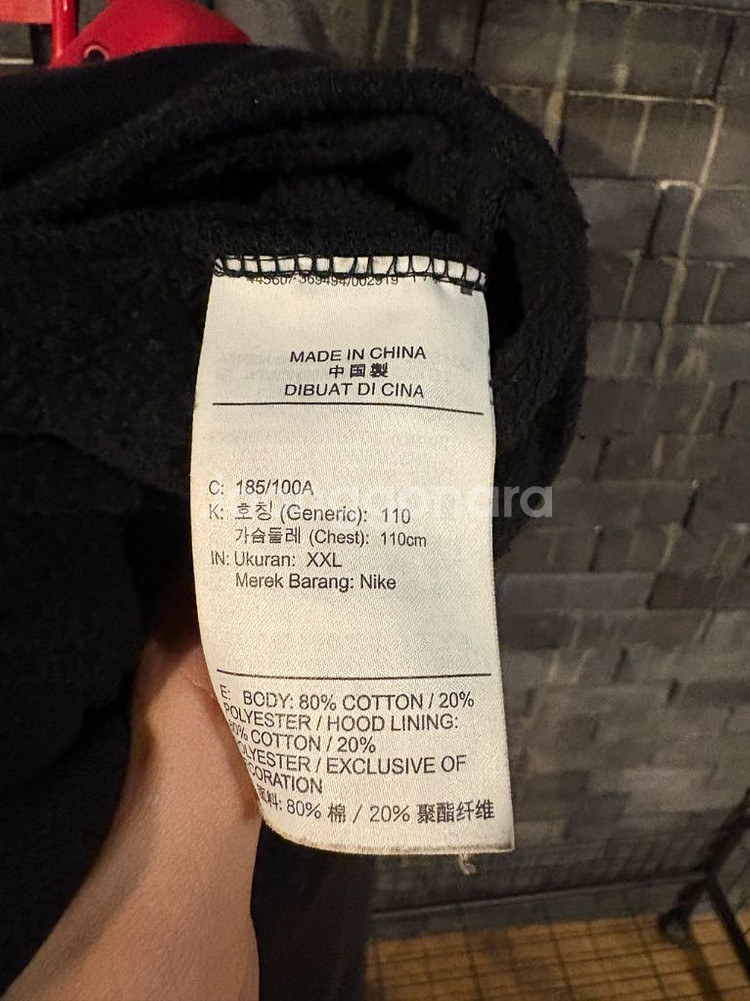 MADE IN CHINA
中国製
DIBUAT DI CINA
C: 185/100A
K: 호칭 (Generic): 110
가슴둘레 (Chest): 110cm
IN: Ukuran: XXL
Merek Barang: Nike
E: BODY: 80% COTTON / 20%
POLYESTER / HOOD LINING:
COTTON / 20%
POLYESTER / EXCLUSIVE OF
80% 棉 / 20% 聚酯纤维